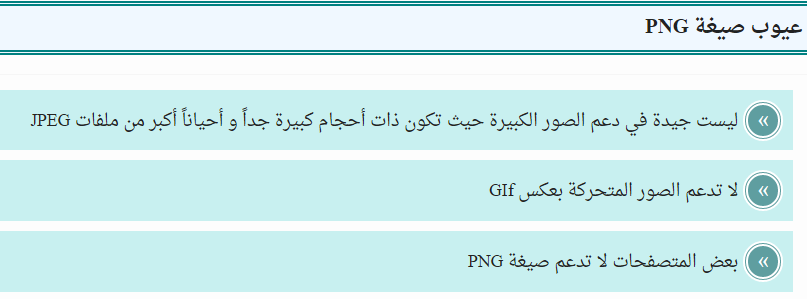 عيوب صيغة PNG
» ليست جيدة في دعم الصور الكبيرة حيث تكون ذات أحجام كبيرة جداً و أحياناً أكبر من ملفات JPEG
» لا تدعم الصور المتحركة بعكس GIf
» بعض المتصفحات لا تدعم صيغة PNG